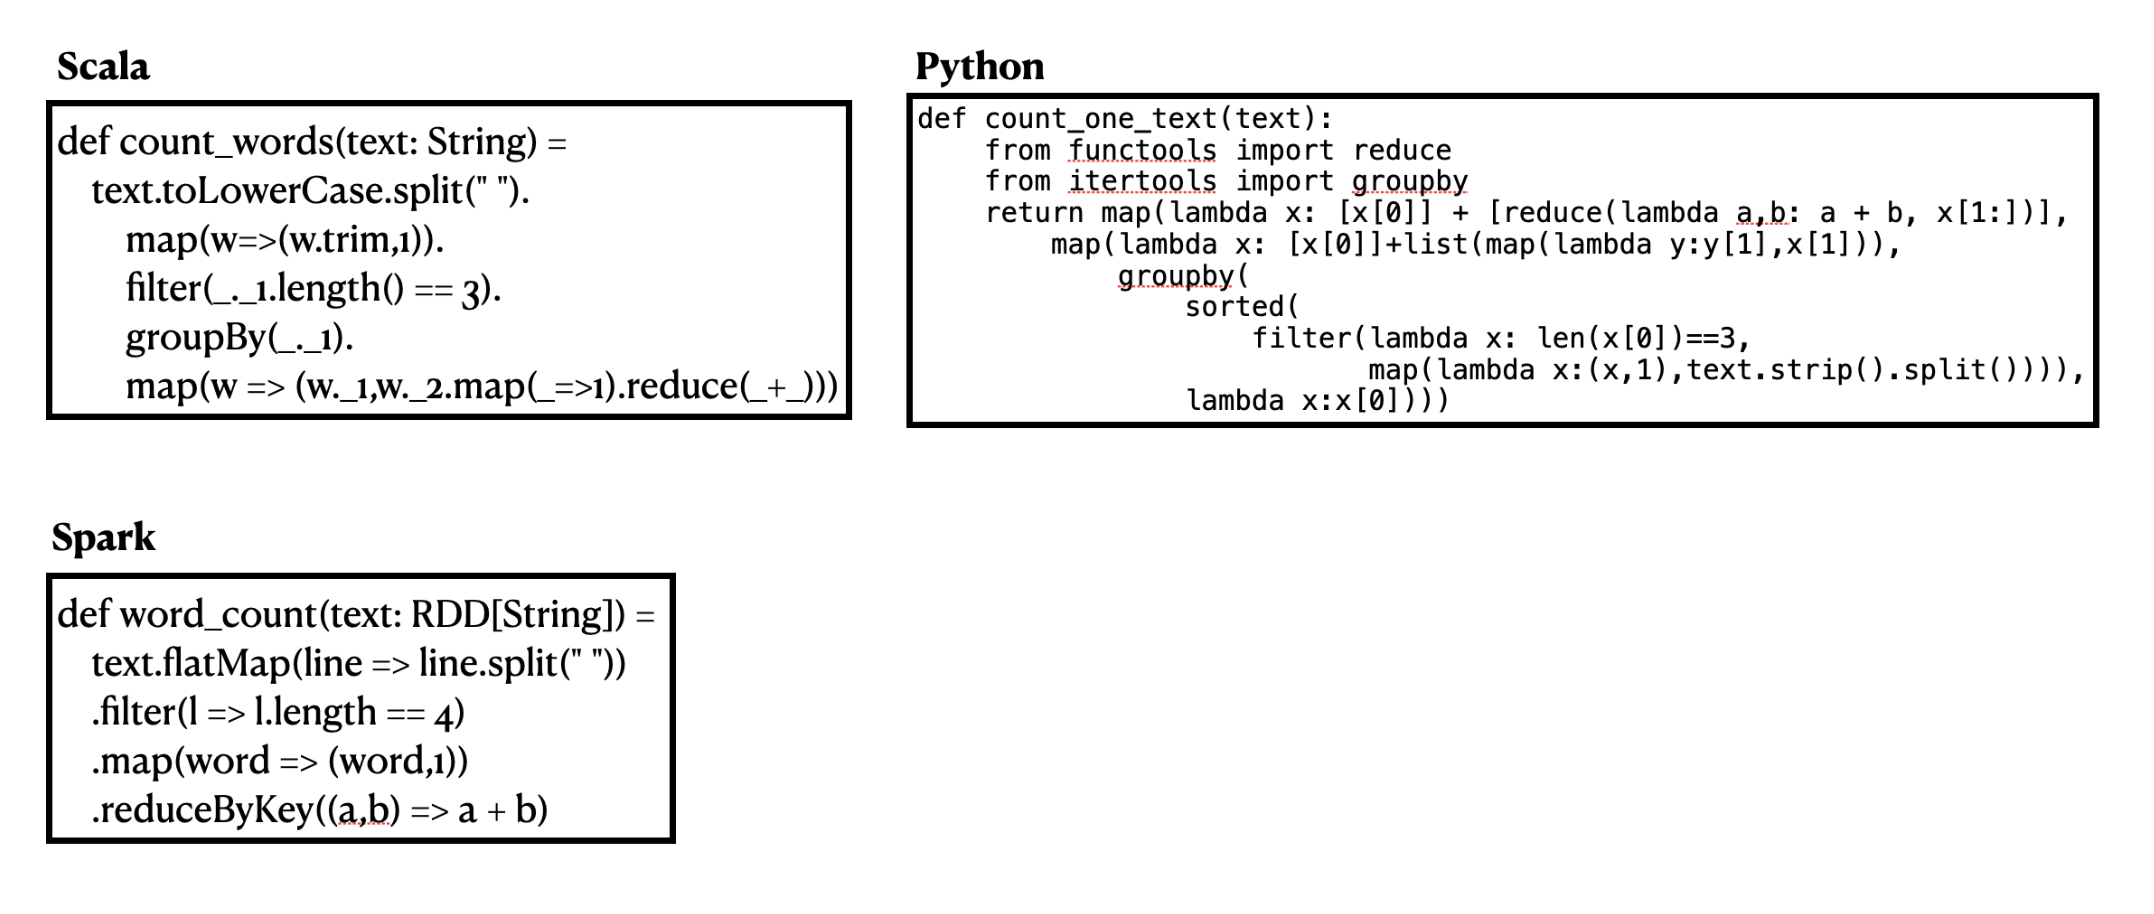 Scala
def count_words(text: String) =
text.toLowerCase.split(" ").
map(w=>(w.trim,1)).
filter(_._1.length() == 3).
groupBy(_._1).
map(w => (w._1,w._2.map(_=>1).reduce(_+_)))
Python
def count_one_text(text):
from functools import reduce
from itertools import groupby
return map(lambda x: [x[0]] + [reduce(lambda a,b: a + b, x[1:])],
map(lambda x: [x[0]]+list(map(lambda y:y[1],x[1])),
groupby(
sorted(
filter(lambda x: len(x[0])==3,
map(lambda x:(x,1),text.strip().split()))),
lambda x:x[0])))
Spark
def word_count(text: RDD[String]) =
text.flatMap(line => line.split(" "))
.filter(l => l.length == 4)
.map(word => (word,1))
.reduceByKey((a,b) => a + b)